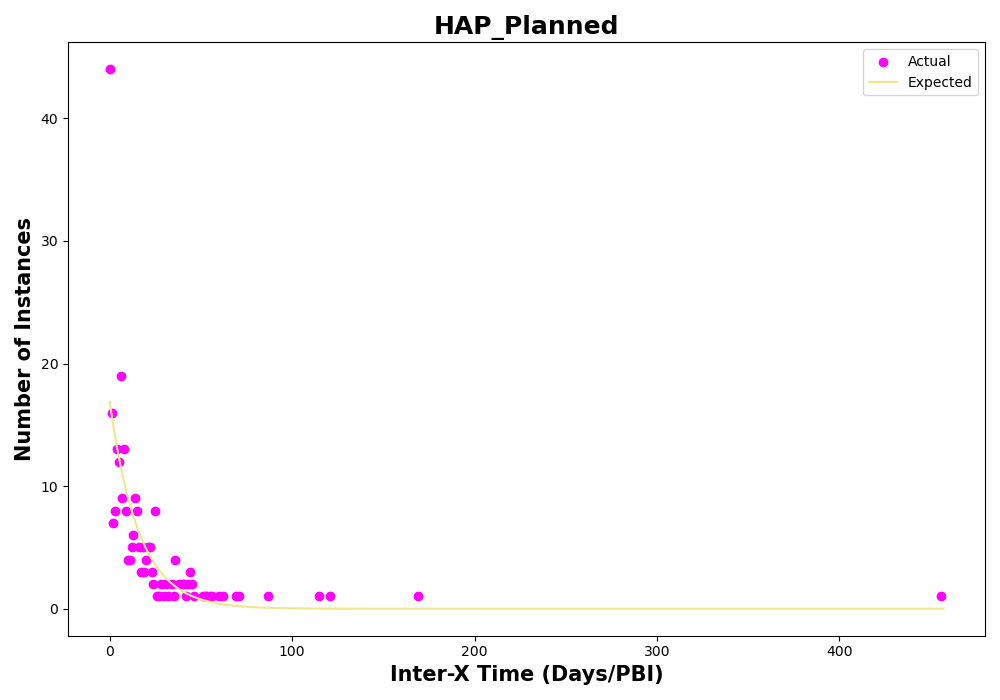 HAP_Planned
Actual
Expected
40
30
20
10
0
Number of Instances
0
100
200
300
400
Inter-X Time (Days/PBI)